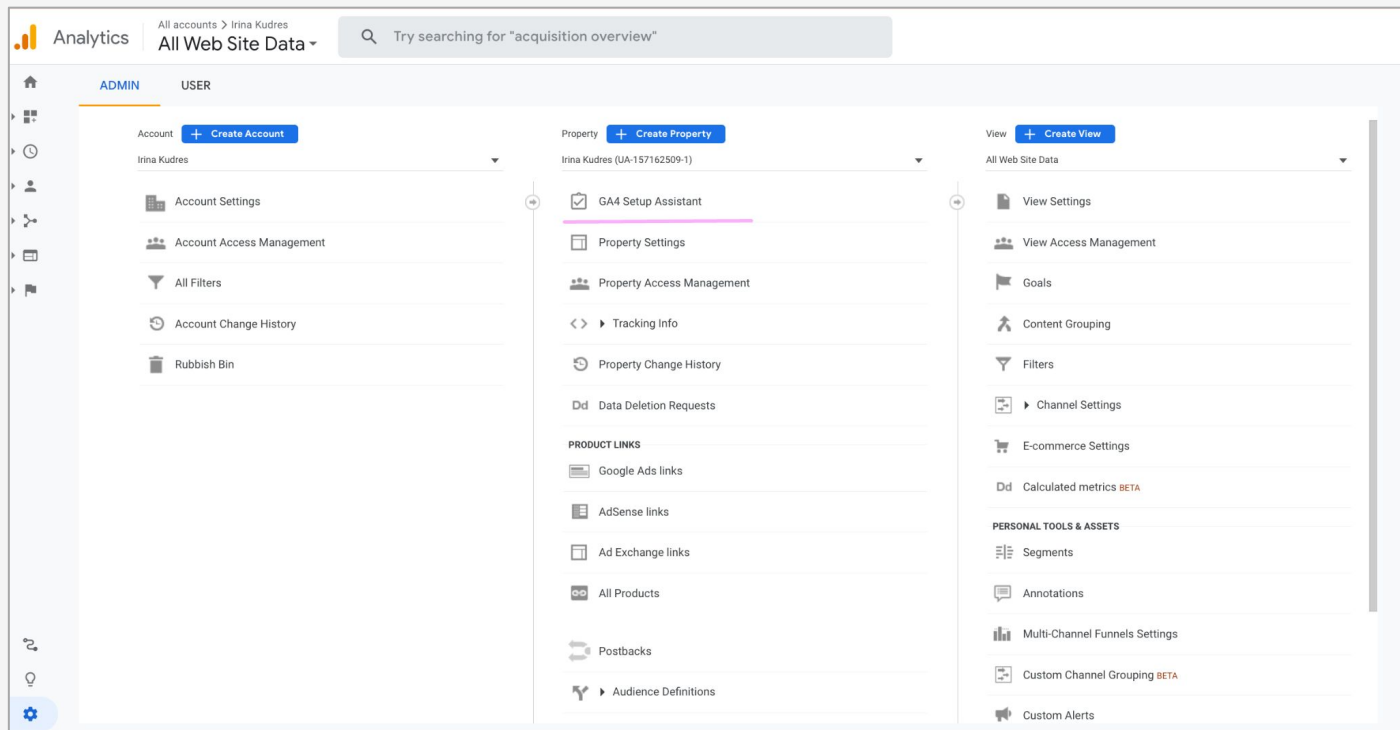 Analytics
All accounts > Irina Kudres
All Web Site Data
Try searching for "acquisition overview"
ADMIN
USER
Account
+ Create Account
Irina Kudres
Account Settings
Account Access Management
All Filters
Account Change History
Rubbish Bin
Property
+ Create Property
Irina Kudres (UA-157162509-1)
GA4 Setup Assistant
Property Settings
Property Access Management
Tracking Info
Property Change History
Dd Data Deletion Requests
PRODUCT LINKS
Google Ads links
AdSense links
Ad Exchange links
All Products
Postbacks
Audience Definitions
View
+ Create View
All Web Site Data
View Settings
View Access Management
Goals
Content Grouping
Filters
Channel Settings
E-commerce Settings
Dd Calculated metrics BETA
PERSONAL TOOLS & ASSETS
Segments
Annotations
Multi-Channel Funnels Settings
Custom Channel Grouping BETA
Custom Alerts